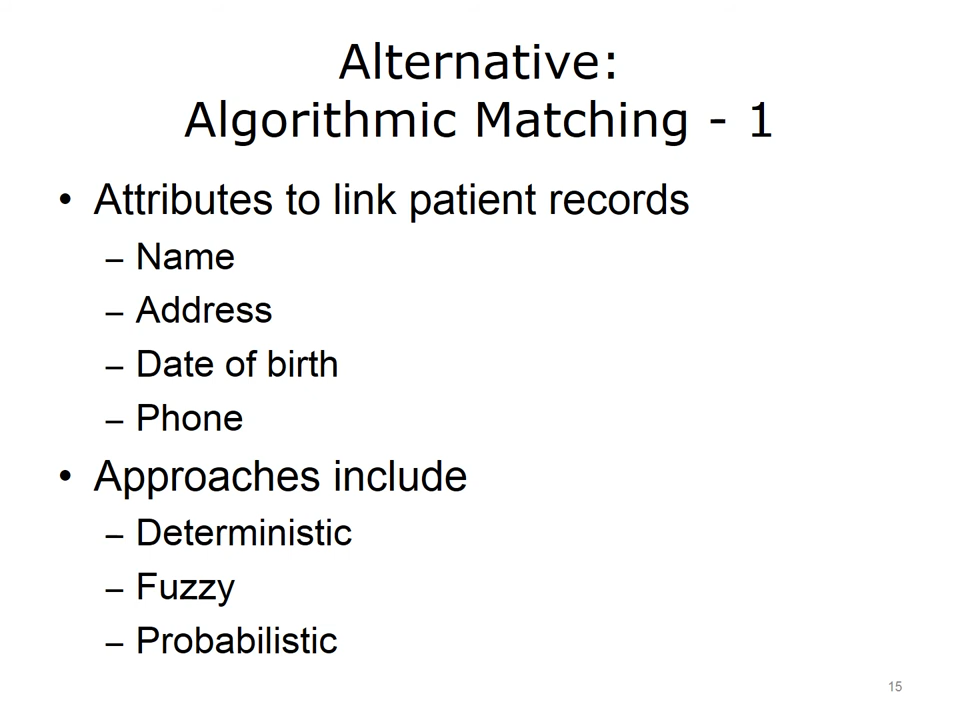 Alternative:
Algorithmic Matching - 1
• Attributes to link patient records
– Name
– Address
– Date of birth
– Phone
• Approaches include
– Deterministic
– Fuzzy
– Probabilistic
15